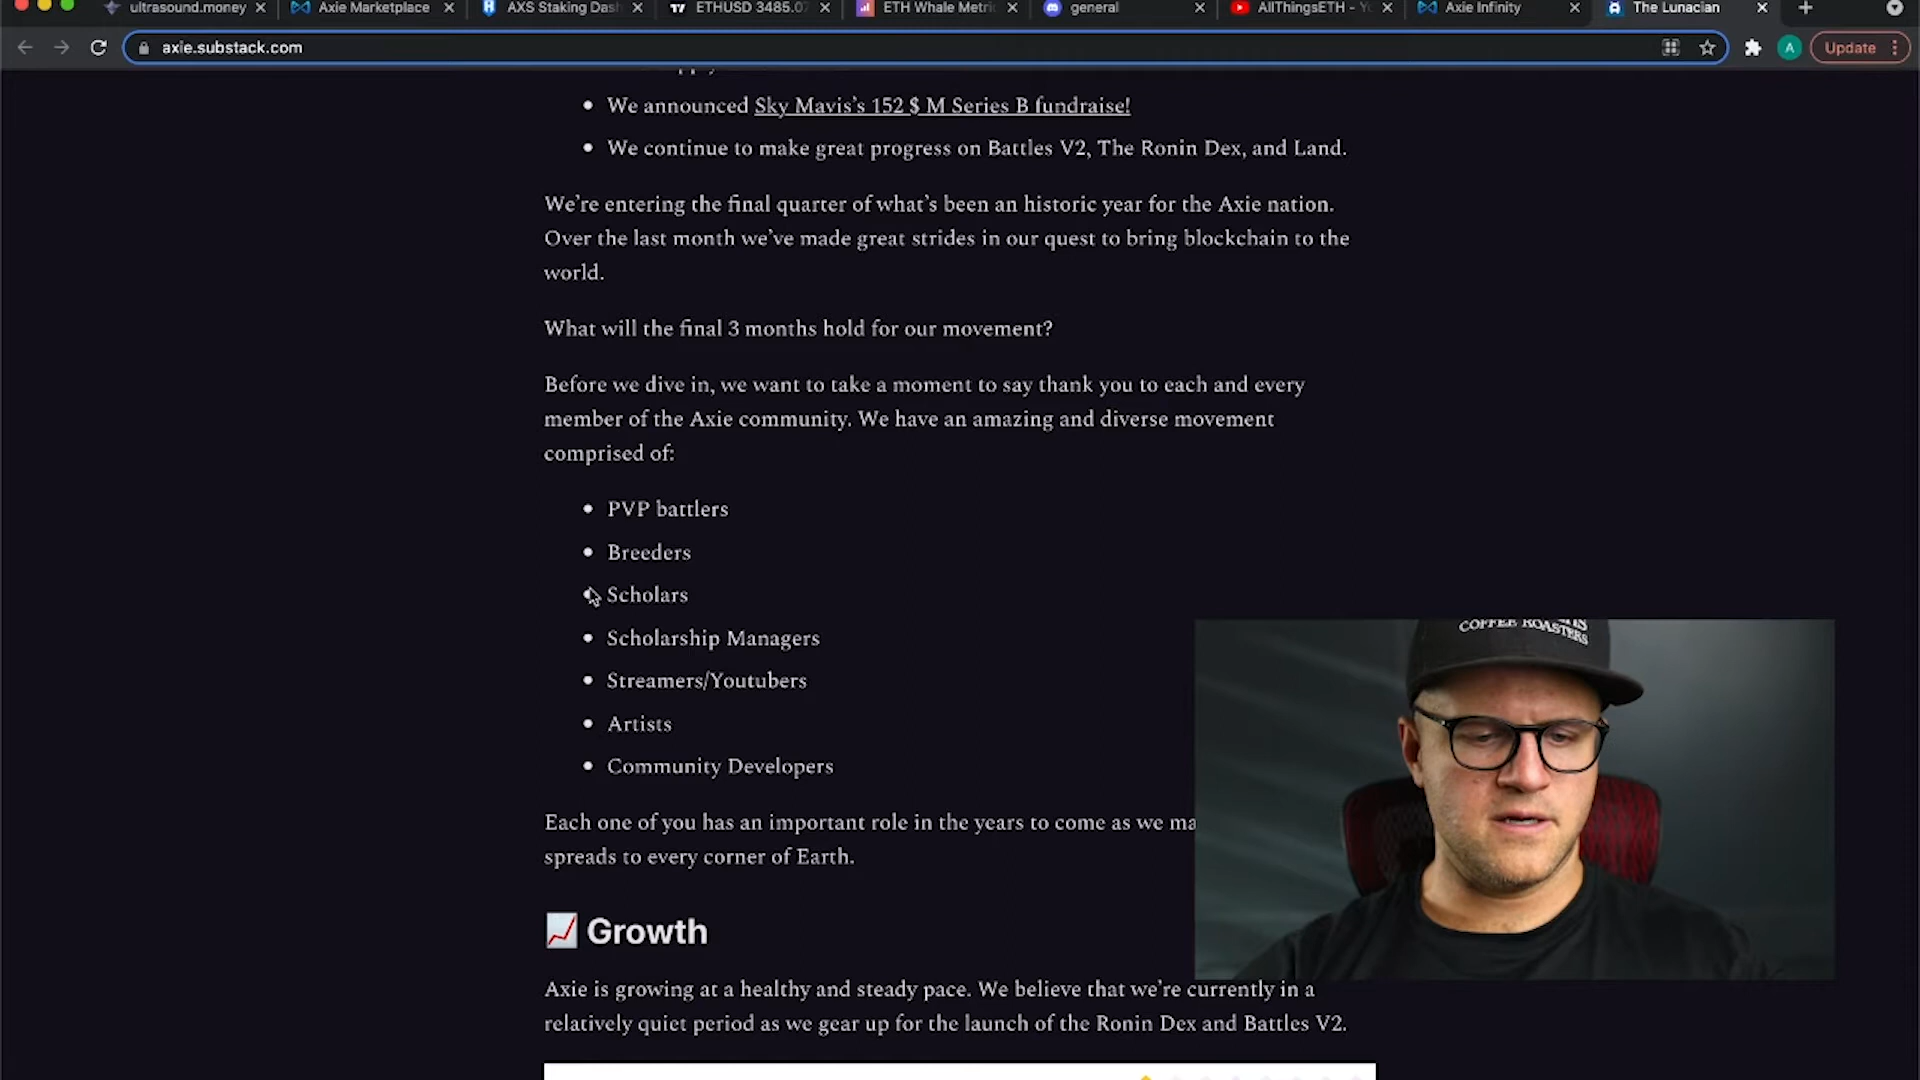 ultrasound.money
Axie Marketplace
AXS Staking Das
ETHUSD 3485.0
ETH Whale Metri
general
AllThingsETH - Y
Axie Infinity
The Lunacian
axie.substack.com
A
Update
We announced Sky Mavis’s 152 $ M Series B fundraise!
We continue to make great progress on Battles V2, The Ronin Dex, and Land.
We’re entering the final quarter of what’s been an historic year for the Axie nation.
Over the last month we’ve made great strides in our quest to bring blockchain to the
world.
What will the final 3 months hold for our movement?
Before we dive in, we want to take a moment to say thank you to each and every
member of the Axie community. We have an amazing and diverse movement
comprised of:
PVP battlers
Breeders
Scholars
Scholarship Managers
Streamers/Youtubers
Artists
Community Developers
COFFEE ROASTERS
Each one of you has an important role in the years to come as we ma
spreads to every corner of Earth.
Growth
Axie is growing at a healthy and steady pace. We believe that we’re currently in a
relatively quiet period as we gear up for the launch of the Ronin Dex and Battles V2.